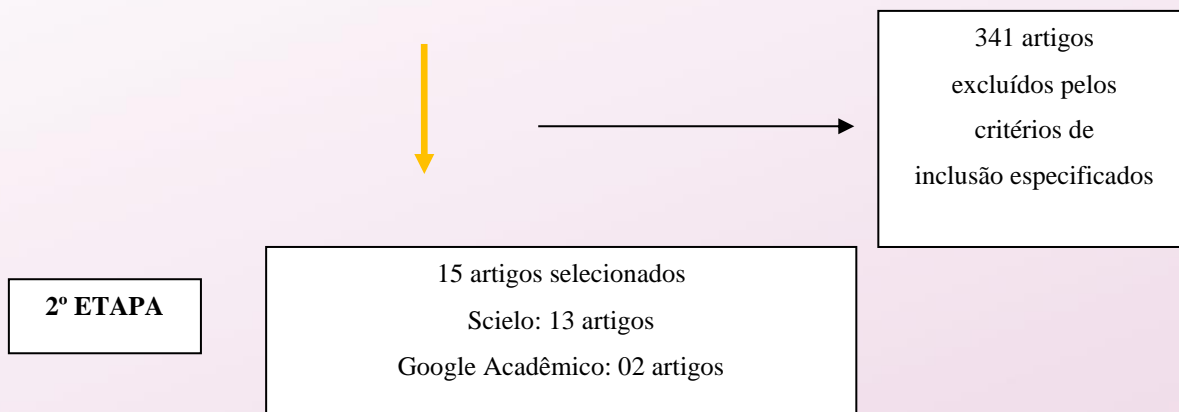 341 artigos
excluídos pelos
critérios de
inclusão especificados
2º ETAPA
15 artigos selecionados
Scielo: 13 artigos
Google Acadêmico: 02 artigos